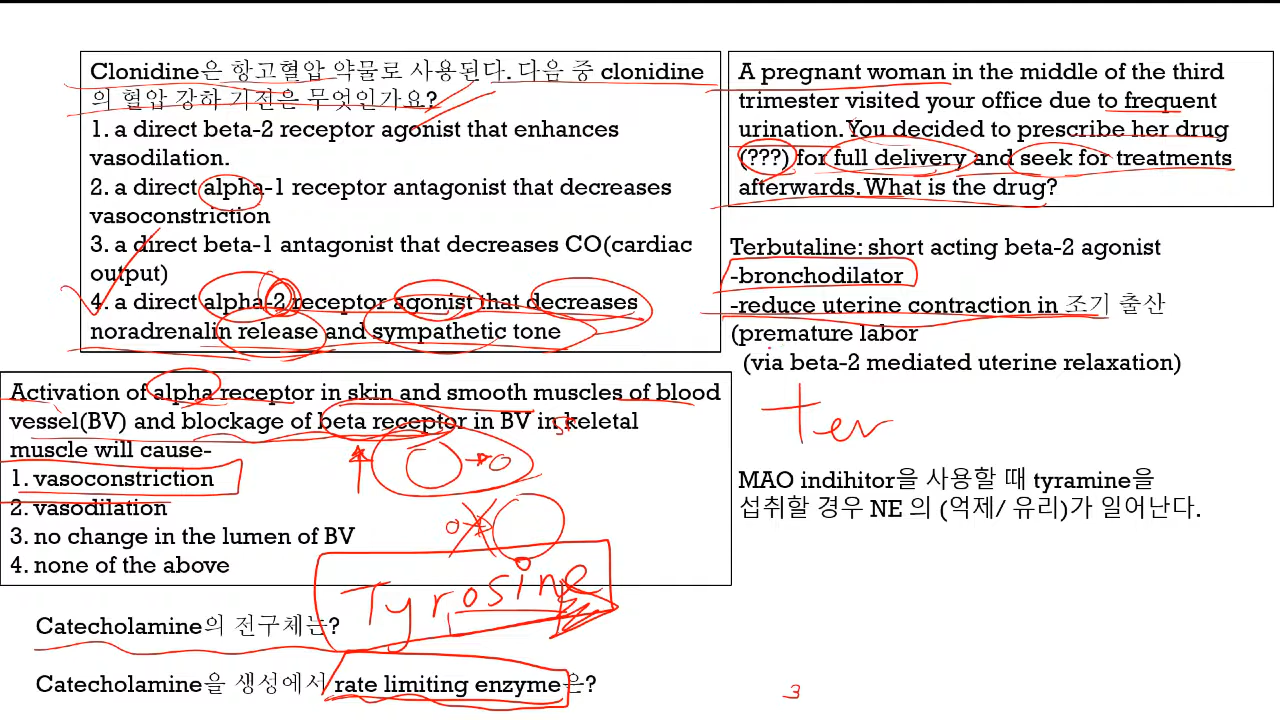 Clonidine은 항고혈압 약물로 사용된다. 다음 중 clonidine
의 혈압 강하 기전은 무엇인가요?
1. a direct beta-2 receptor agonist that enhances
vasodilation.
2. a direct alpha-1 receptor antagonist that decreases
vasoconstriction
3. a direct beta-1 antagonist that decreases CO(cardiac
output)
4. a direct alpha-2 receptor agonist that decreases
noradrenalin release and sympathetic tone
Activation of alpha receptor in skin and smooth muscles of blood
vessel(BV) and blockage of beta receptor in BV in skeletal
muscle will cause-
1. vasoconstriction
2. vasodilation
3. no change in the lumen of BV
4. none of the above
Tyrosine
Catecholamine의 전구체는?
Catecholamine을 생성에서 rate limiting enzyme은?
A pregnant woman in the middle of the third
trimester visited your office due to frequent
urination. You decided to prescribe her drug
(???) for full delivery and seek for treatments
afterwards. What is the drug?
Terbutaline: short acting beta-2 agonist
-bronchodilator
-reduce uterine contraction in 조기 출산
(premature labor
(via beta-2 mediated uterine relaxation)
ter
MAO indihitor을 사용할 때 tyramine을
섭취할 경우 NE 의 (억제/ 유리)가 일어난다.
3